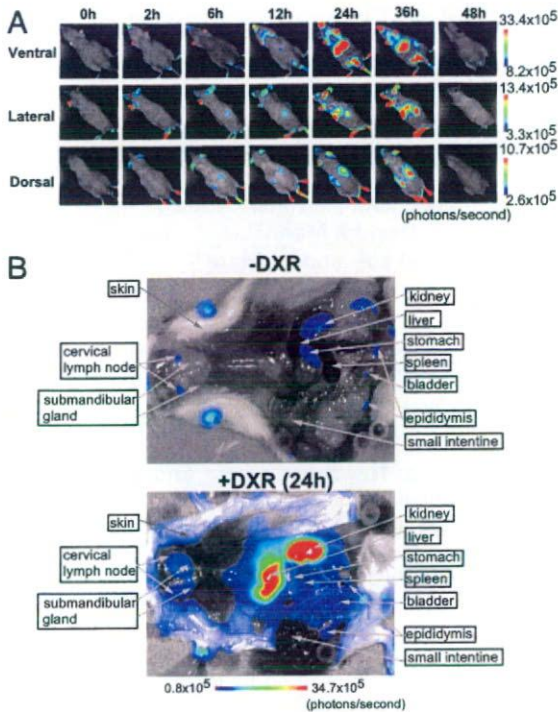 A
0h 2h 6h 12h 24h 36h 48h
Ventral
33.4x10⁵
8.2x10⁵
Lateral
13.4x10⁵
3.3x10⁵
Dorsal
10.7x10⁵
2.6x10⁵
(photons/second)
B
-DXR
skin
cervical
lymph node
submandibular
gland
kidney
liver
stomach
spleen
bladder
epididymis
small intentine
+DXR (24h)
skin
cervical
lymph node
submandibular
gland
kidney
liver
stomach
spleen
bladder
epididymis
small intentine
0.8x10⁵ 34.7x10⁵
(photons/second)